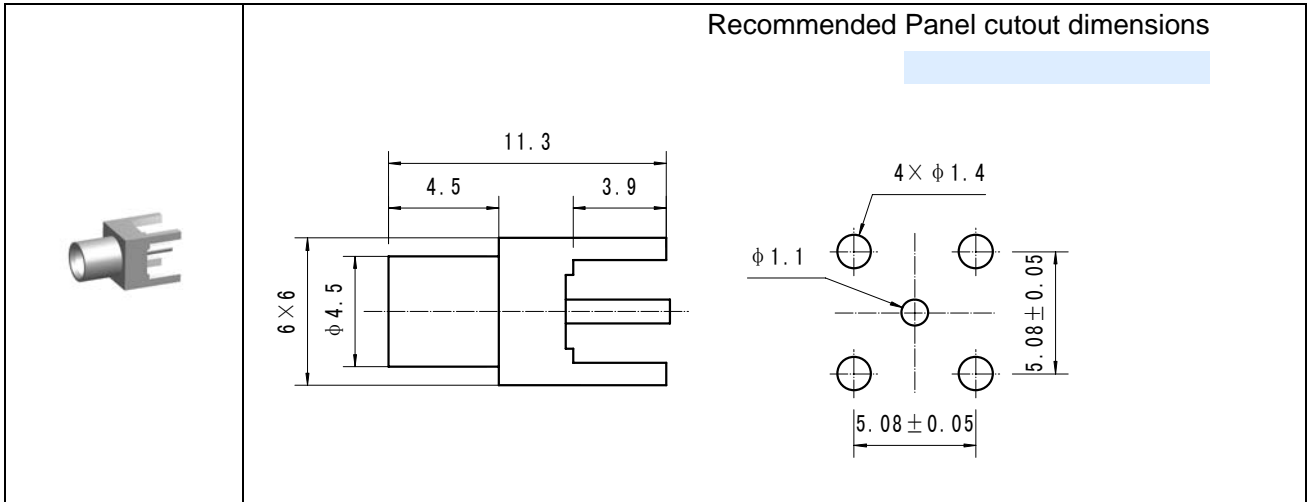 Recommended Panel cutout dimensions
11.3
4.5
3.9
6×6
φ4.5
4×φ1.4
φ1.1
5.08±0.05
5.08±0.05